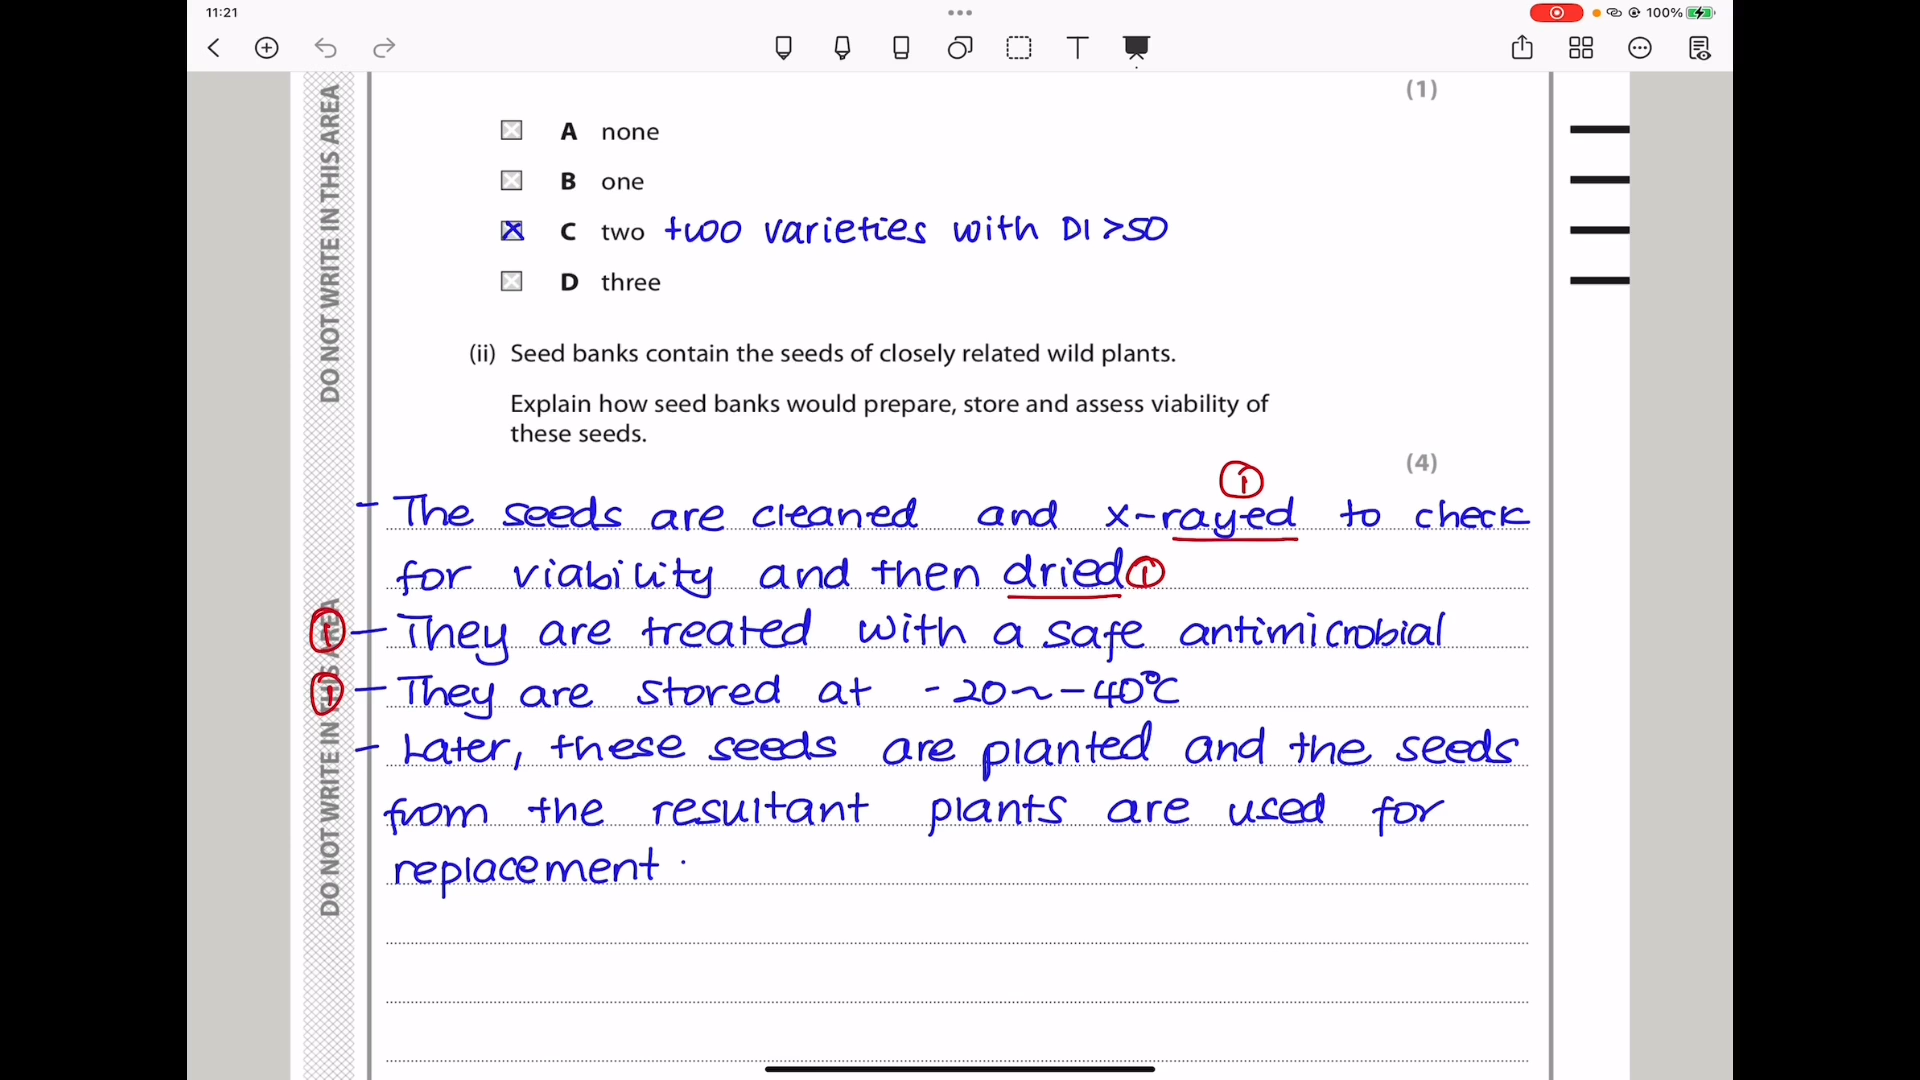 11:21
100%
(1)
A none
B one
C two two varieties with DI >50
D three
(ii) Seed banks contain the seeds of closely related wild plants.
Explain how seed banks would prepare, store and assess viability of
these seeds.
(4)
1
- The seeds are cleaned and x-rayed to check
for viability and then dried 1
1 - They are treated with a safe antimicrobial
1 - They are stored at -20~-40°C
- Later, these seeds are planted and the seeds
from the resultant plants are used for
replacement.
DO NOT WRITE IN THIS AREA
DO NOT WRITE IN THIS AREA